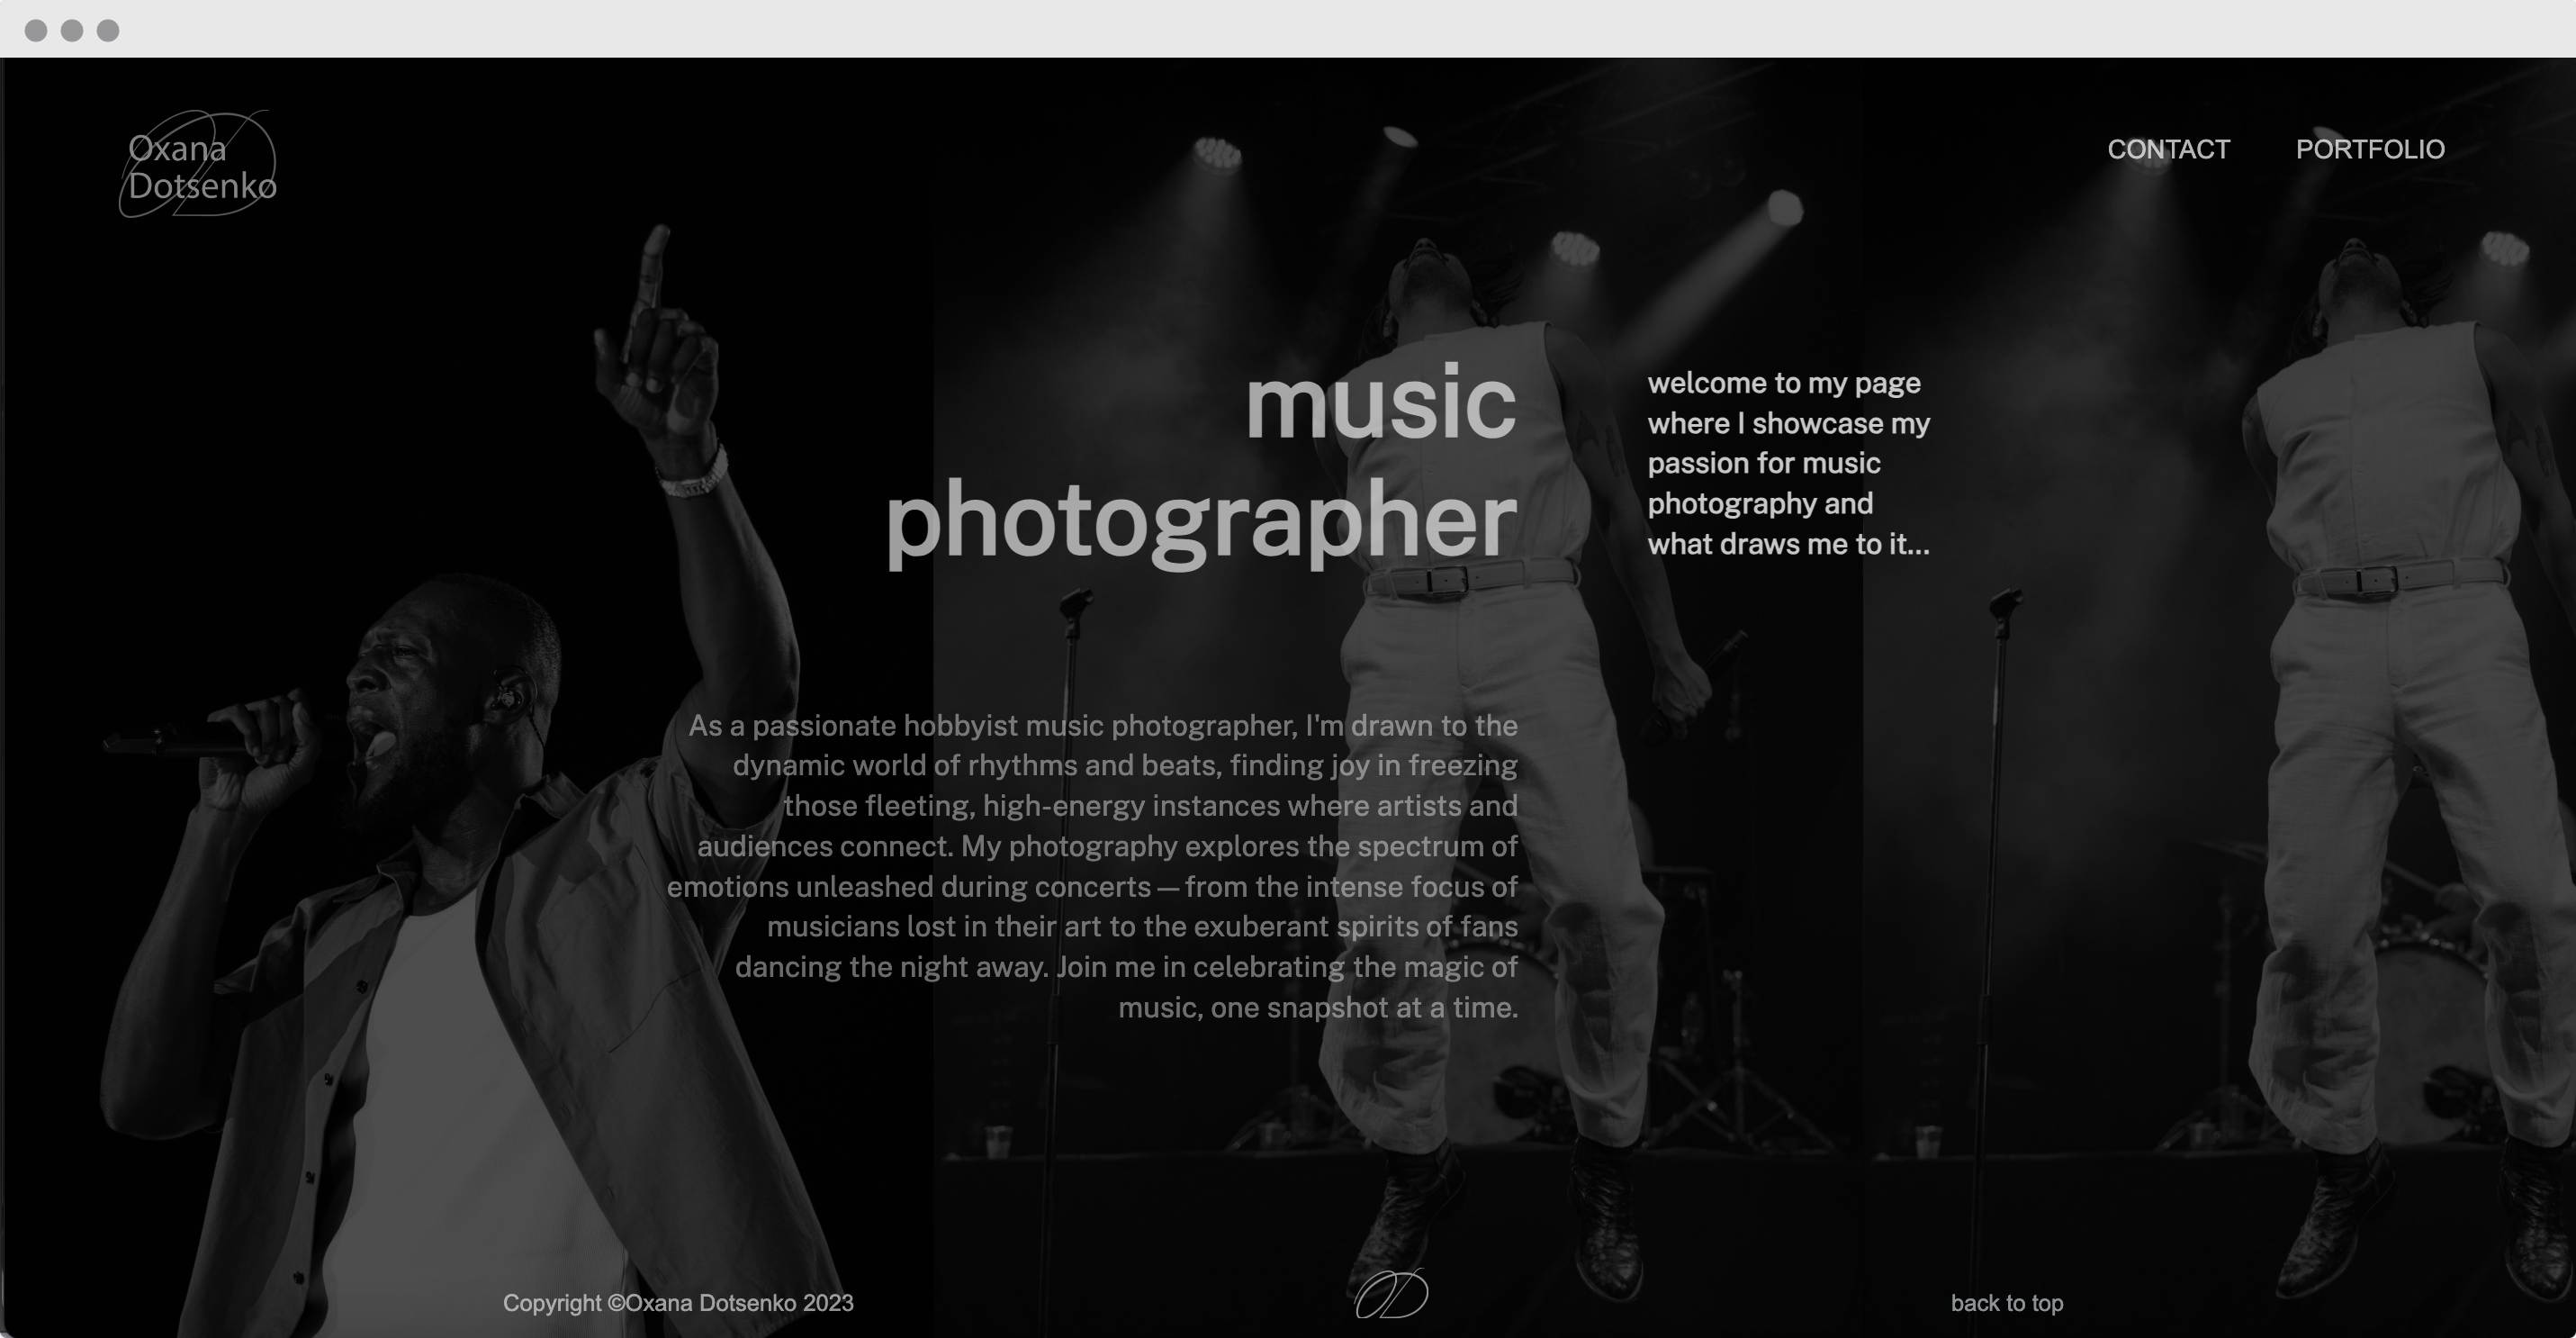 Oxana
Dotsenko
CONTACT
PORTFOLIO
music
photographer
welcome to my page
where I showcase my
passion for music
photography and
what draws me to it...
As a passionate hobbyist music photographer, I'm drawn to the
dynamic world of rhythms and beats, finding joy in freezing
those fleeting, high-energy instances where artists and
audiences connect. My photography explores the spectrum of
emotions unleashed during concerts — from the intense focus of
musicians lost in their art to the exuberant spirits of fans
dancing the night away. Join me in celebrating the magic of
music, one snapshot at a time.
Copyright ©Oxana Dotsenko 2023
OD
back to top